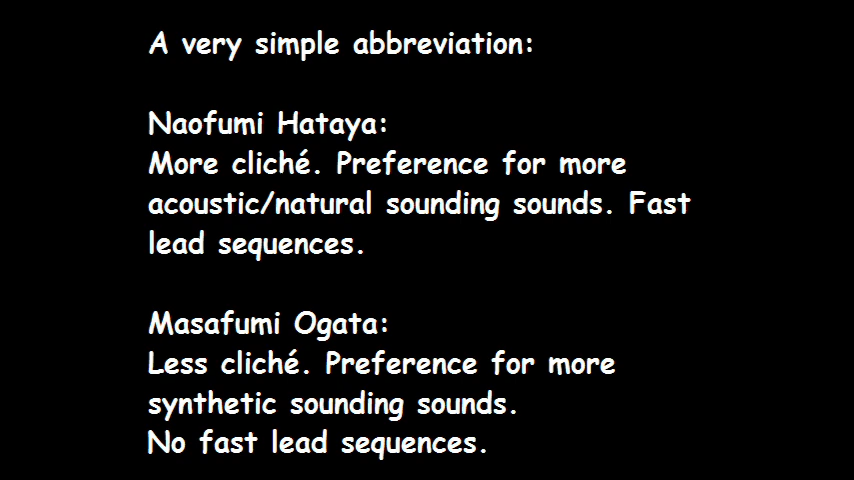 A very simple abbreviation:
Naofumi Hataya:
More cliché. Preference for more
acoustic/natural sounding sounds. Fast
lead sequences.
Masafumi Ogata:
Less cliché. Preference for more
synthetic sounding sounds.
No fast lead sequences.